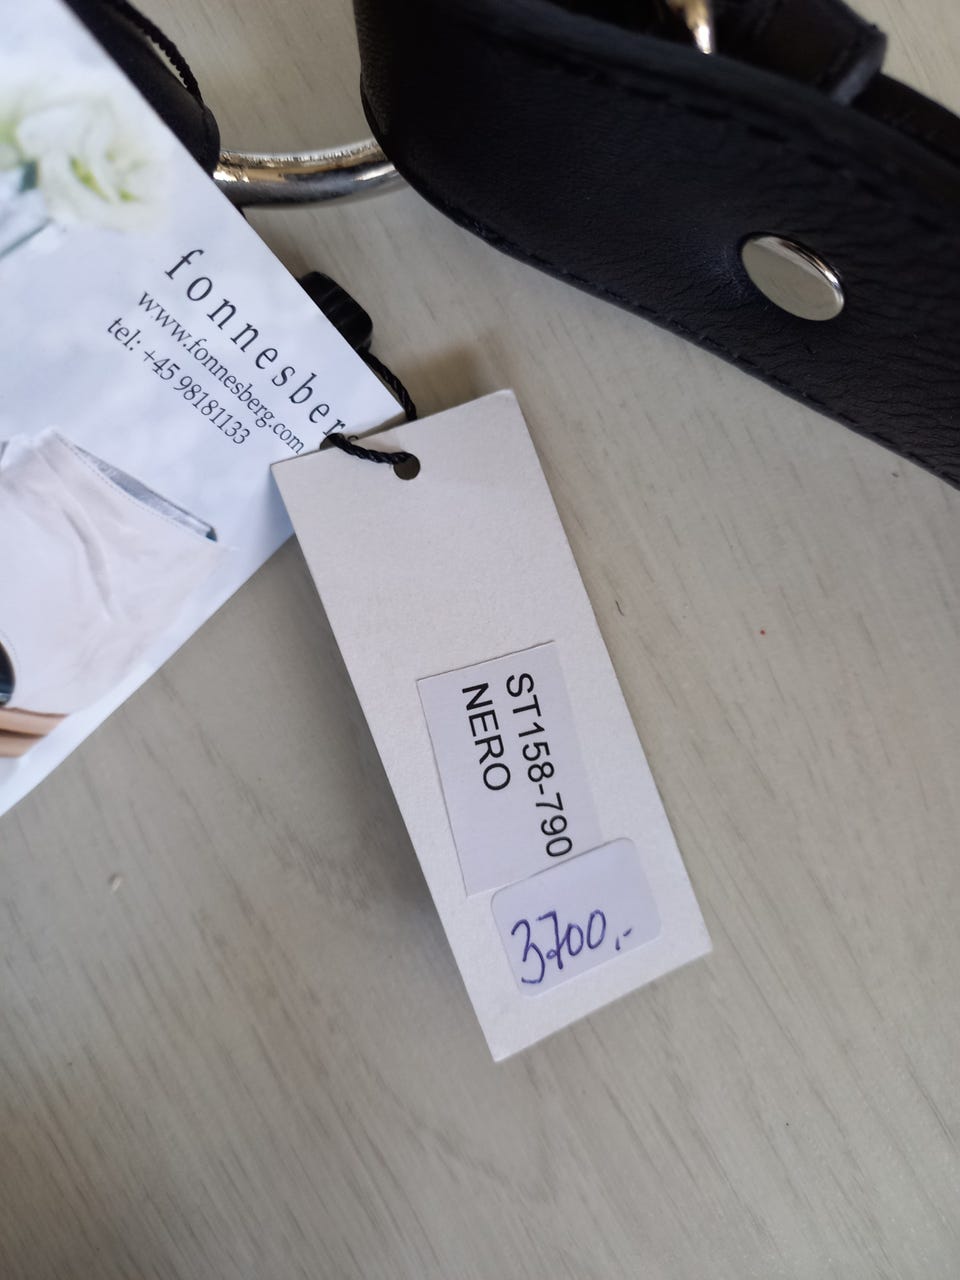 fonnesberg
www.fonnesberg.com
tel: +45 98181133
ST158-790
NERO
3700,-